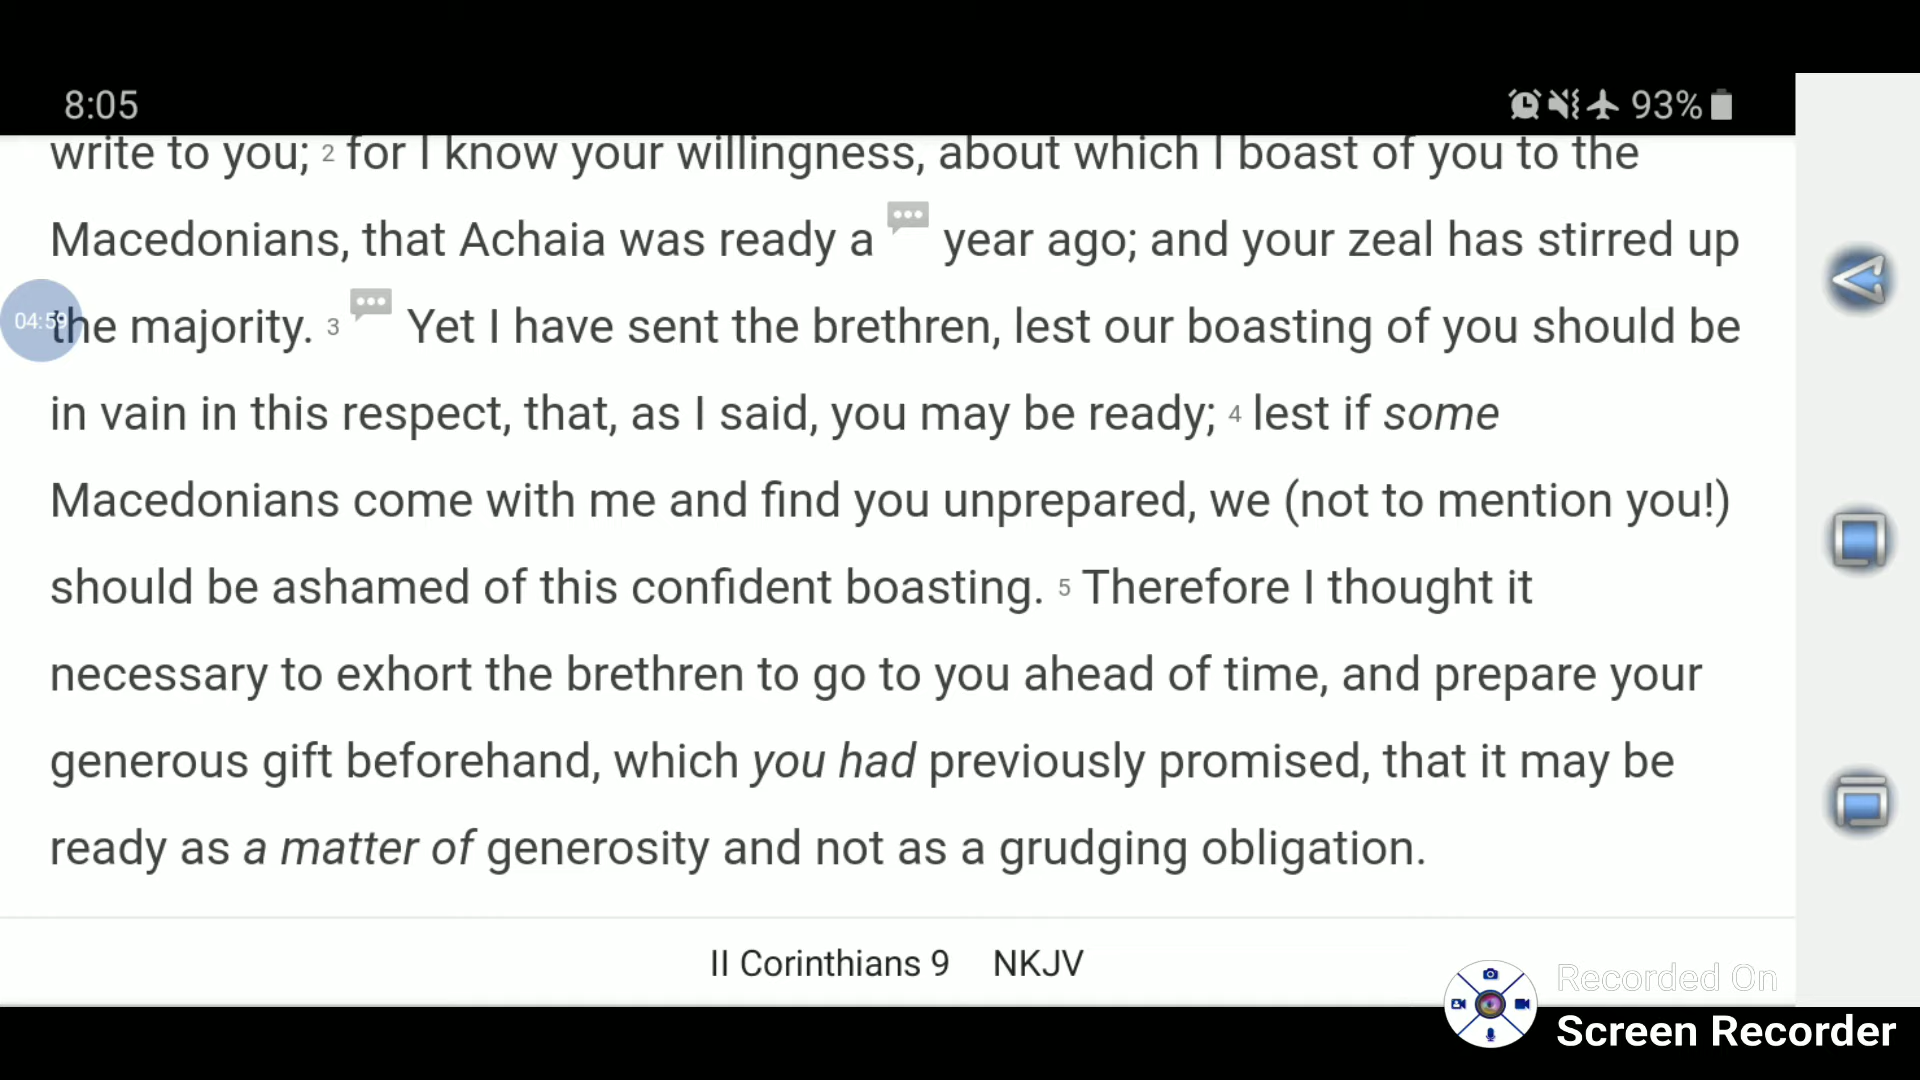 8:05
93%
write to you; 2 for I know your willingness, about which I boast of you to the
Macedonians, that Achaia was ready a year ago; and your zeal has stirred up
the majority. 3 Yet I have sent the brethren, lest our boasting of you should be
04:59
in vain in this respect, that, as I said, you may be ready; 4 lest if some
Macedonians come with me and find you unprepared, we (not to mention you!)
should be ashamed of this confident boasting. 5 Therefore I thought it
necessary to exhort the brethren to go to you ahead of time, and prepare your
generous gift beforehand, which you had previously promised, that it may be
ready as a matter of generosity and not as a grudging obligation.
II Corinthians 9 NKJV
Recorded On
Screen Recorder